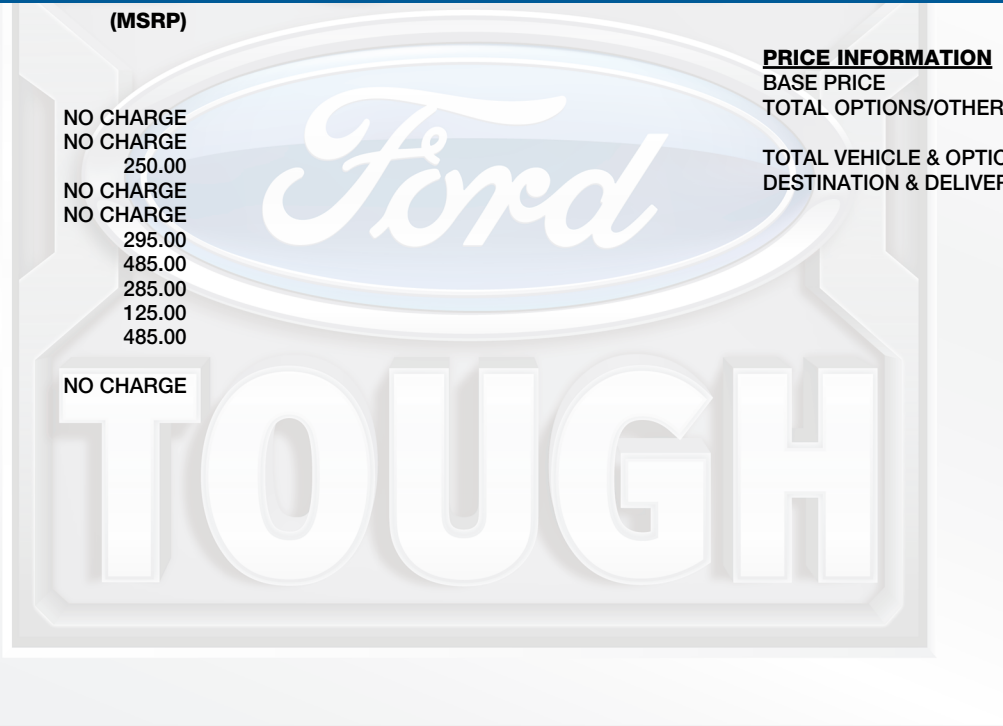 (MSRP)
NO CHARGE
NO CHARGE
250.00
NO CHARGE
NO CHARGE
295.00
485.00
285.00
125.00
485.00
NO CHARGE
PRICE INFORMATION
BASE PRICE
TOTAL OPTIONS/OTHER
TOTAL VEHICLE & OPTIO
DESTINATION & DELIVER
Ford
TOUGH